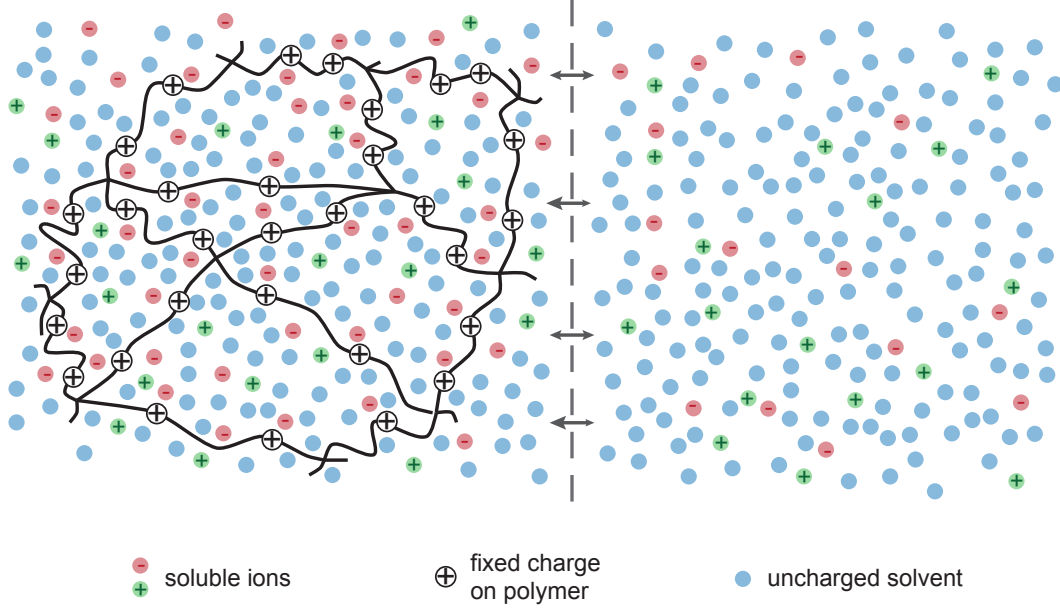 soluble ions
fixed charge
on polymer
uncharged solvent